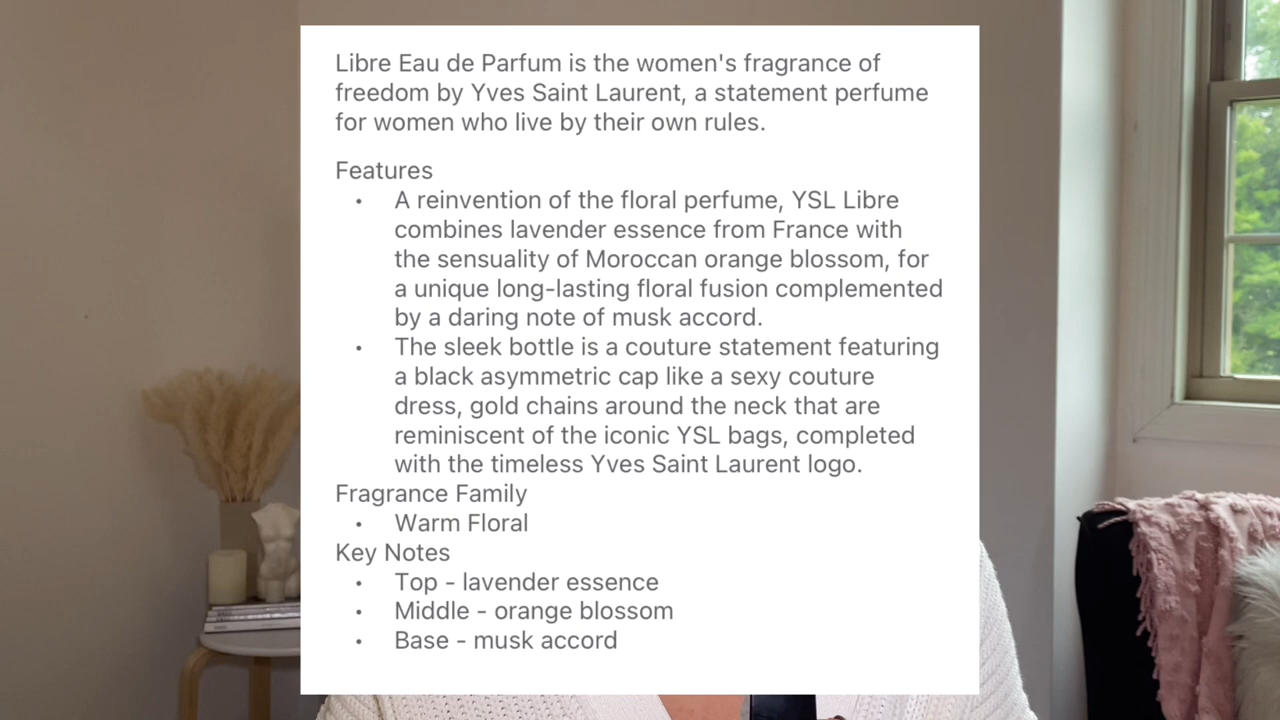 Libre Eau de Parfum is the women's fragrance of
freedom by Yves Saint Laurent, a statement perfume
for women who live by their own rules.
Features
• A reinvention of the floral perfume, YSL Libre
combines lavender essence from France with
the sensuality of Moroccan orange blossom, for
a unique long-lasting floral fusion complemented
by a daring note of musk accord.
• The sleek bottle is a couture statement featuring
a black asymmetric cap like a sexy couture
dress, gold chains around the neck that are
reminiscent of the iconic YSL bags, completed
with the timeless Yves Saint Laurent logo.
Fragrance Family
• Warm Floral
Key Notes
• Top - lavender essence
• Middle - orange blossom
• Base - musk accord